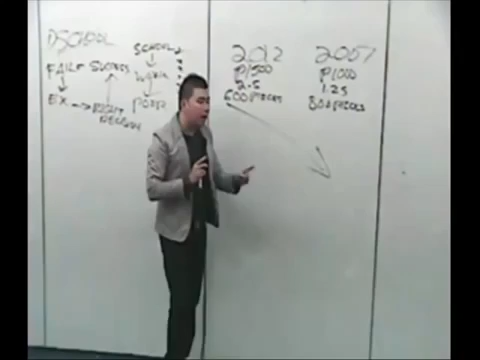 SCHOOL
FAIL SUCCESS
EX → RIGHT
DECISION
SCHOOL
↓
WORK
↓
POOR
2012
P1500
2.5
600 PIECES
2007
P1000
1.25
800 PIECES